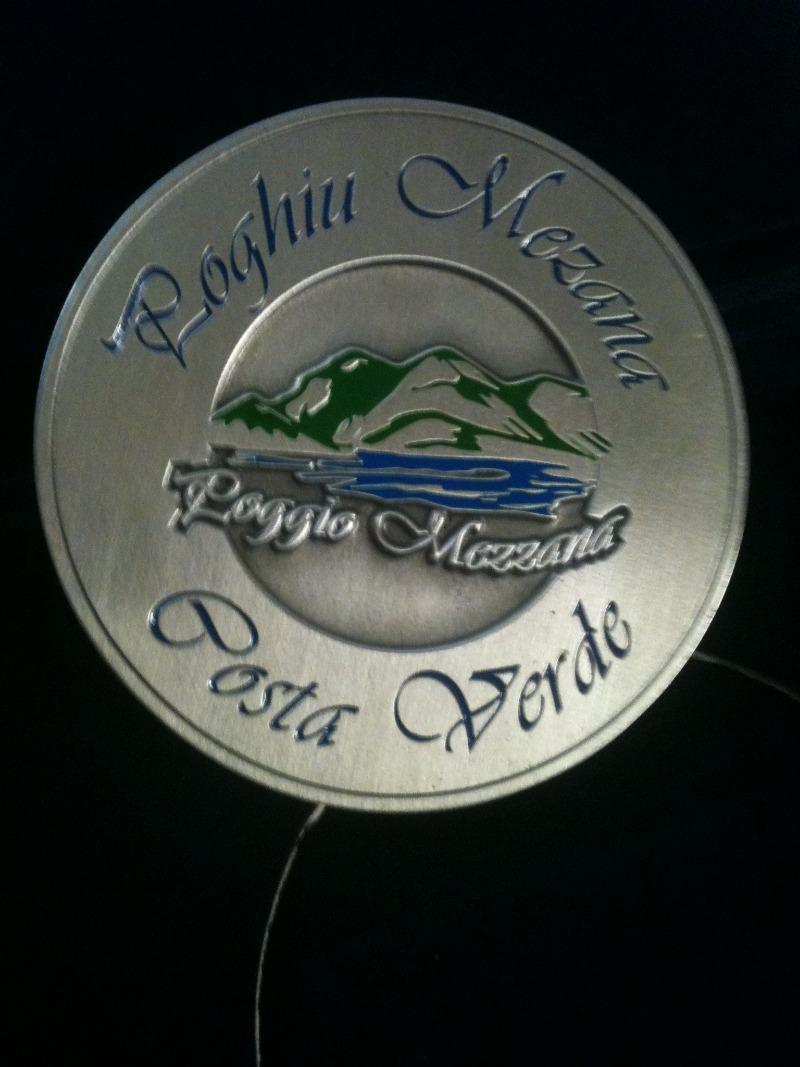 Poghiu Mezana
Poggio Mezzana
Costa Verde